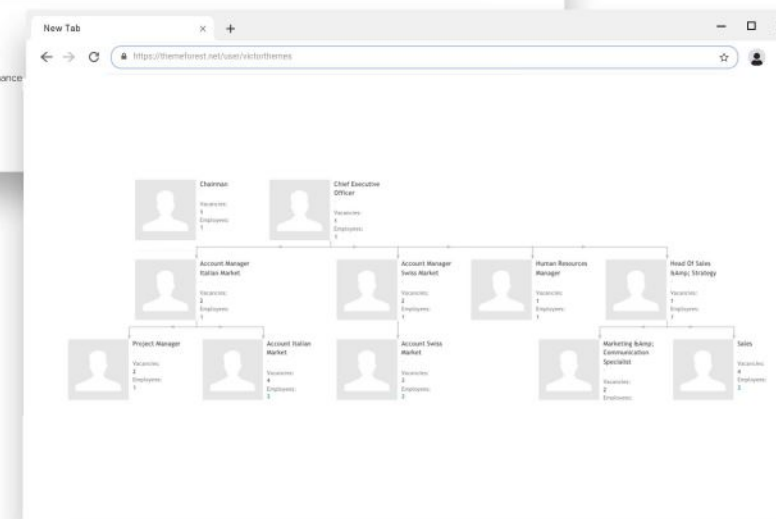 New Tab
https://themeforest.net/user/victorthemes
ance
Chairman
Vacancies:
1
Employees:
1
Chief Executive
Officer
Vacancies:
1
Employees:
1
Account Manager
Italian Market
Vacancies:
2
Employees:
1
Account Manager
Swiss Market
Vacancies:
2
Employees:
1
Human Resources
Manager
Vacancies:
1
Employees:
1
Head Of Sales
&Amp; Strategy
Vacancies:
1
Employees:
1
Project Manager
Vacancies:
2
Employees:
1
Account Italian
Market
Vacancies:
4
Employees:
3
Account Swiss
Market
Vacancies:
3
Employees:
Marketing &Amp;
Communication
Specialist
Vacancies:
2
Employees:
Sales
Vacancies:
4
Employees: